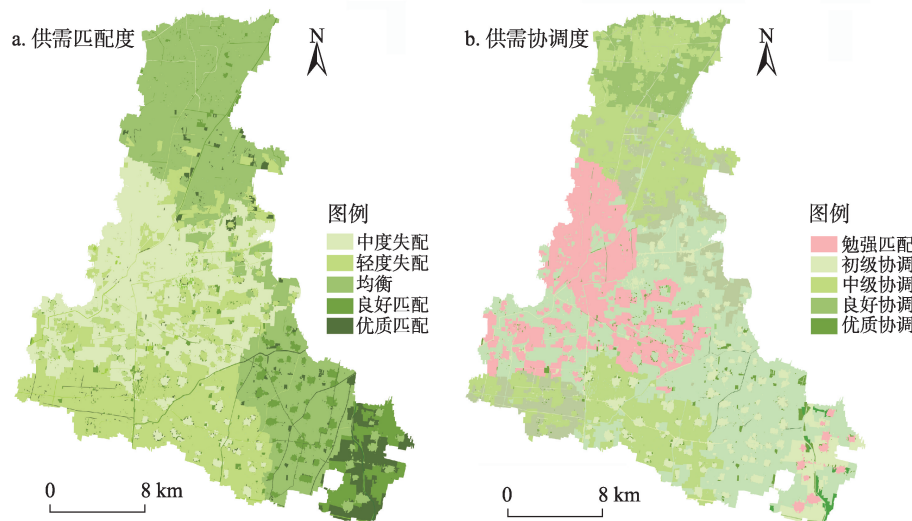 a. 供需匹配度
N
图例
中度失配
轻度失配
均衡
良好匹配
优质匹配
0 8 km
b. 供需协调度
N
图例
勉强匹配
初级协调
中级协调
良好协调
优质协调
0 8 km